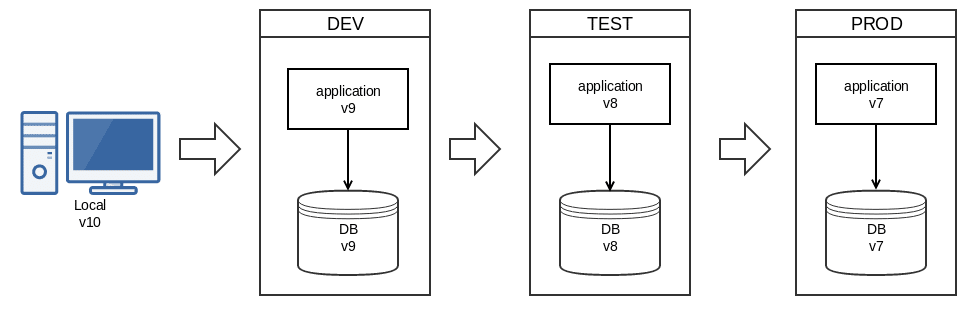 DEV
TEST
PROD
application
v9
application
v8
application
v7
Local
v10
DB
v9
DB
v8
DB
v7